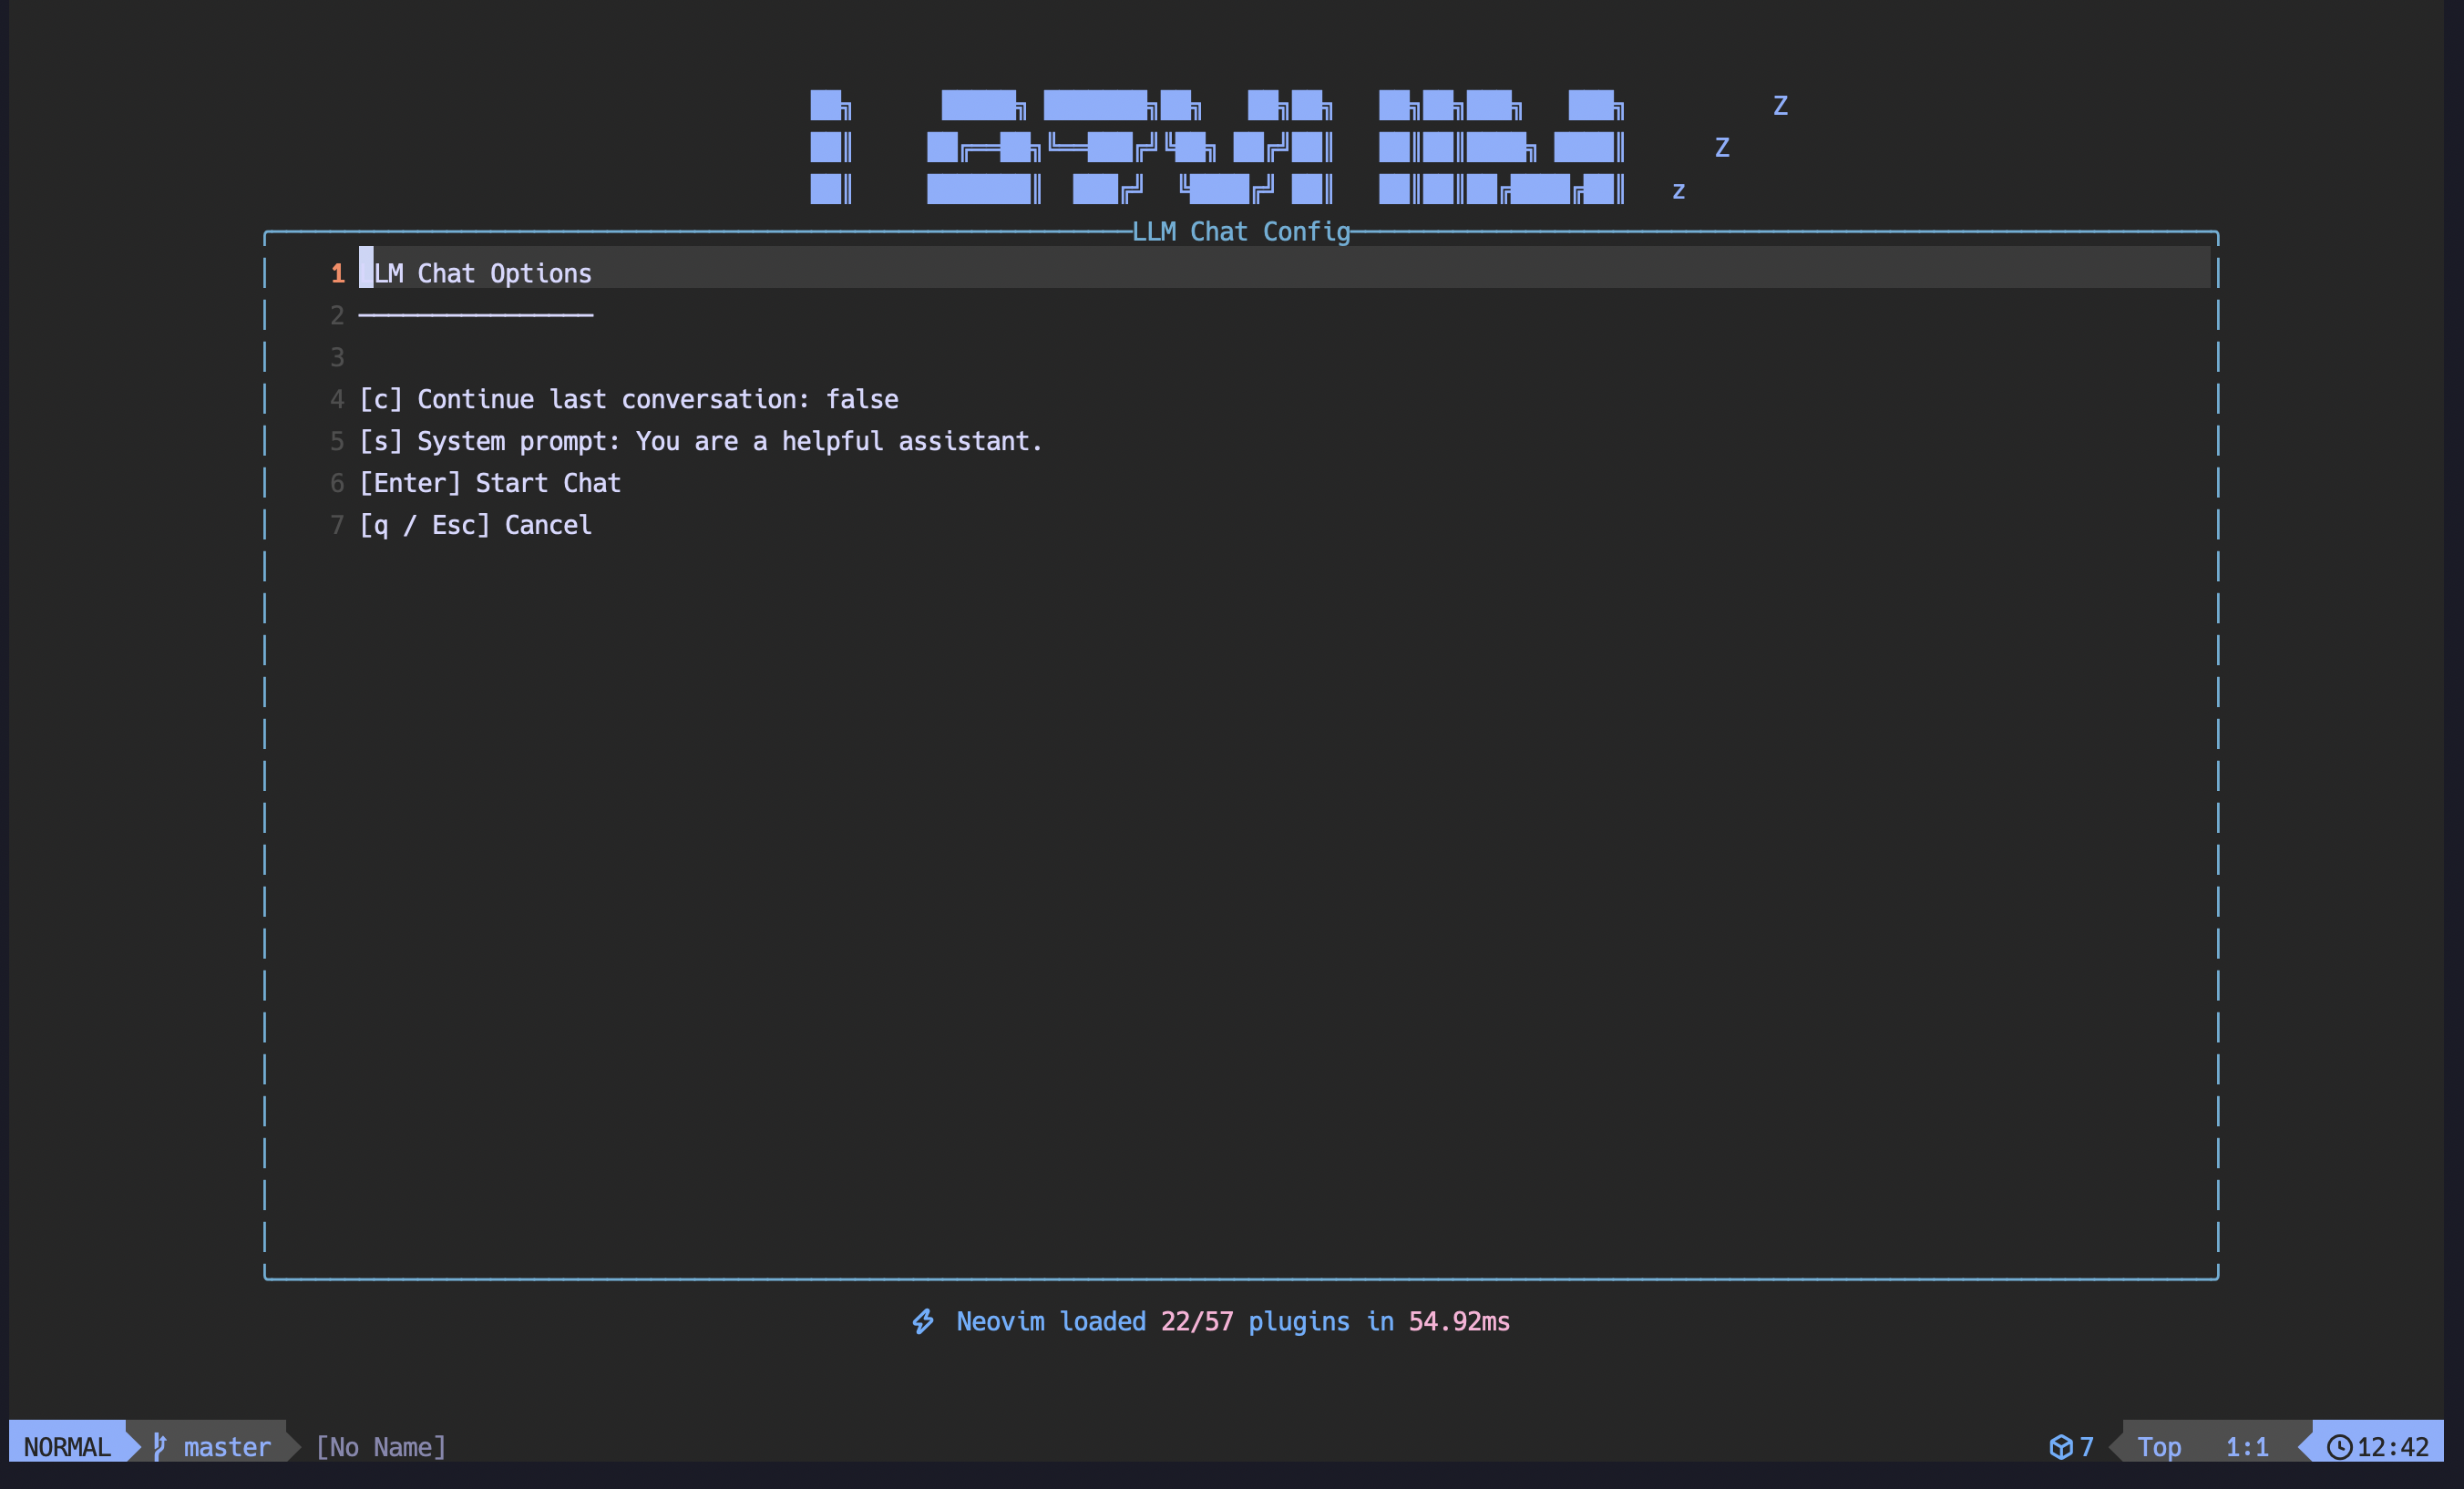 Z
Z
z
LLM Chat Config
1 LLM Chat Options
2
3
4 [c] Continue last conversation: false
5 [s] System prompt: You are a helpful assistant.
6 [Enter] Start Chat
7 [q / Esc] Cancel
Neovim loaded 22/57 plugins in 54.92ms
NORMAL master [No Name] 7 Top 1:1 12:42